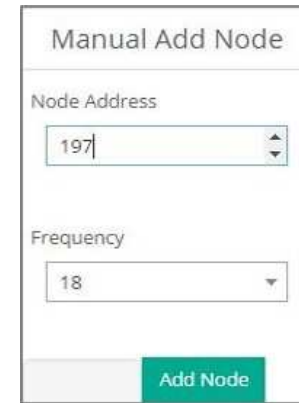 Manual Add Node
Node Address
197
Frequency
18
Add Node